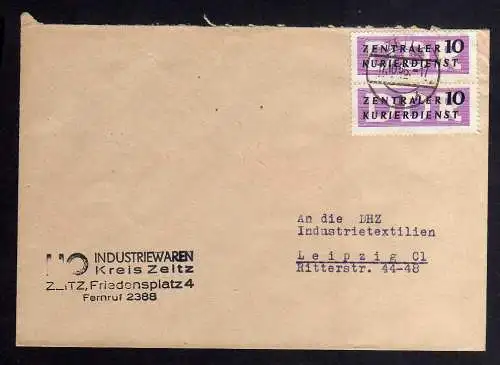 ZENTRALER 10
KURIERDIENST
ZENTRALER 10
KURIERDIENST
An die DHZ
Industrietextilien
Leipzig C1
Ritterstr. 44-48
HO INDUSTRIEWAREN
Kreis Zeitz
ZEITZ, Friedensplatz 4
Fernruf 2388